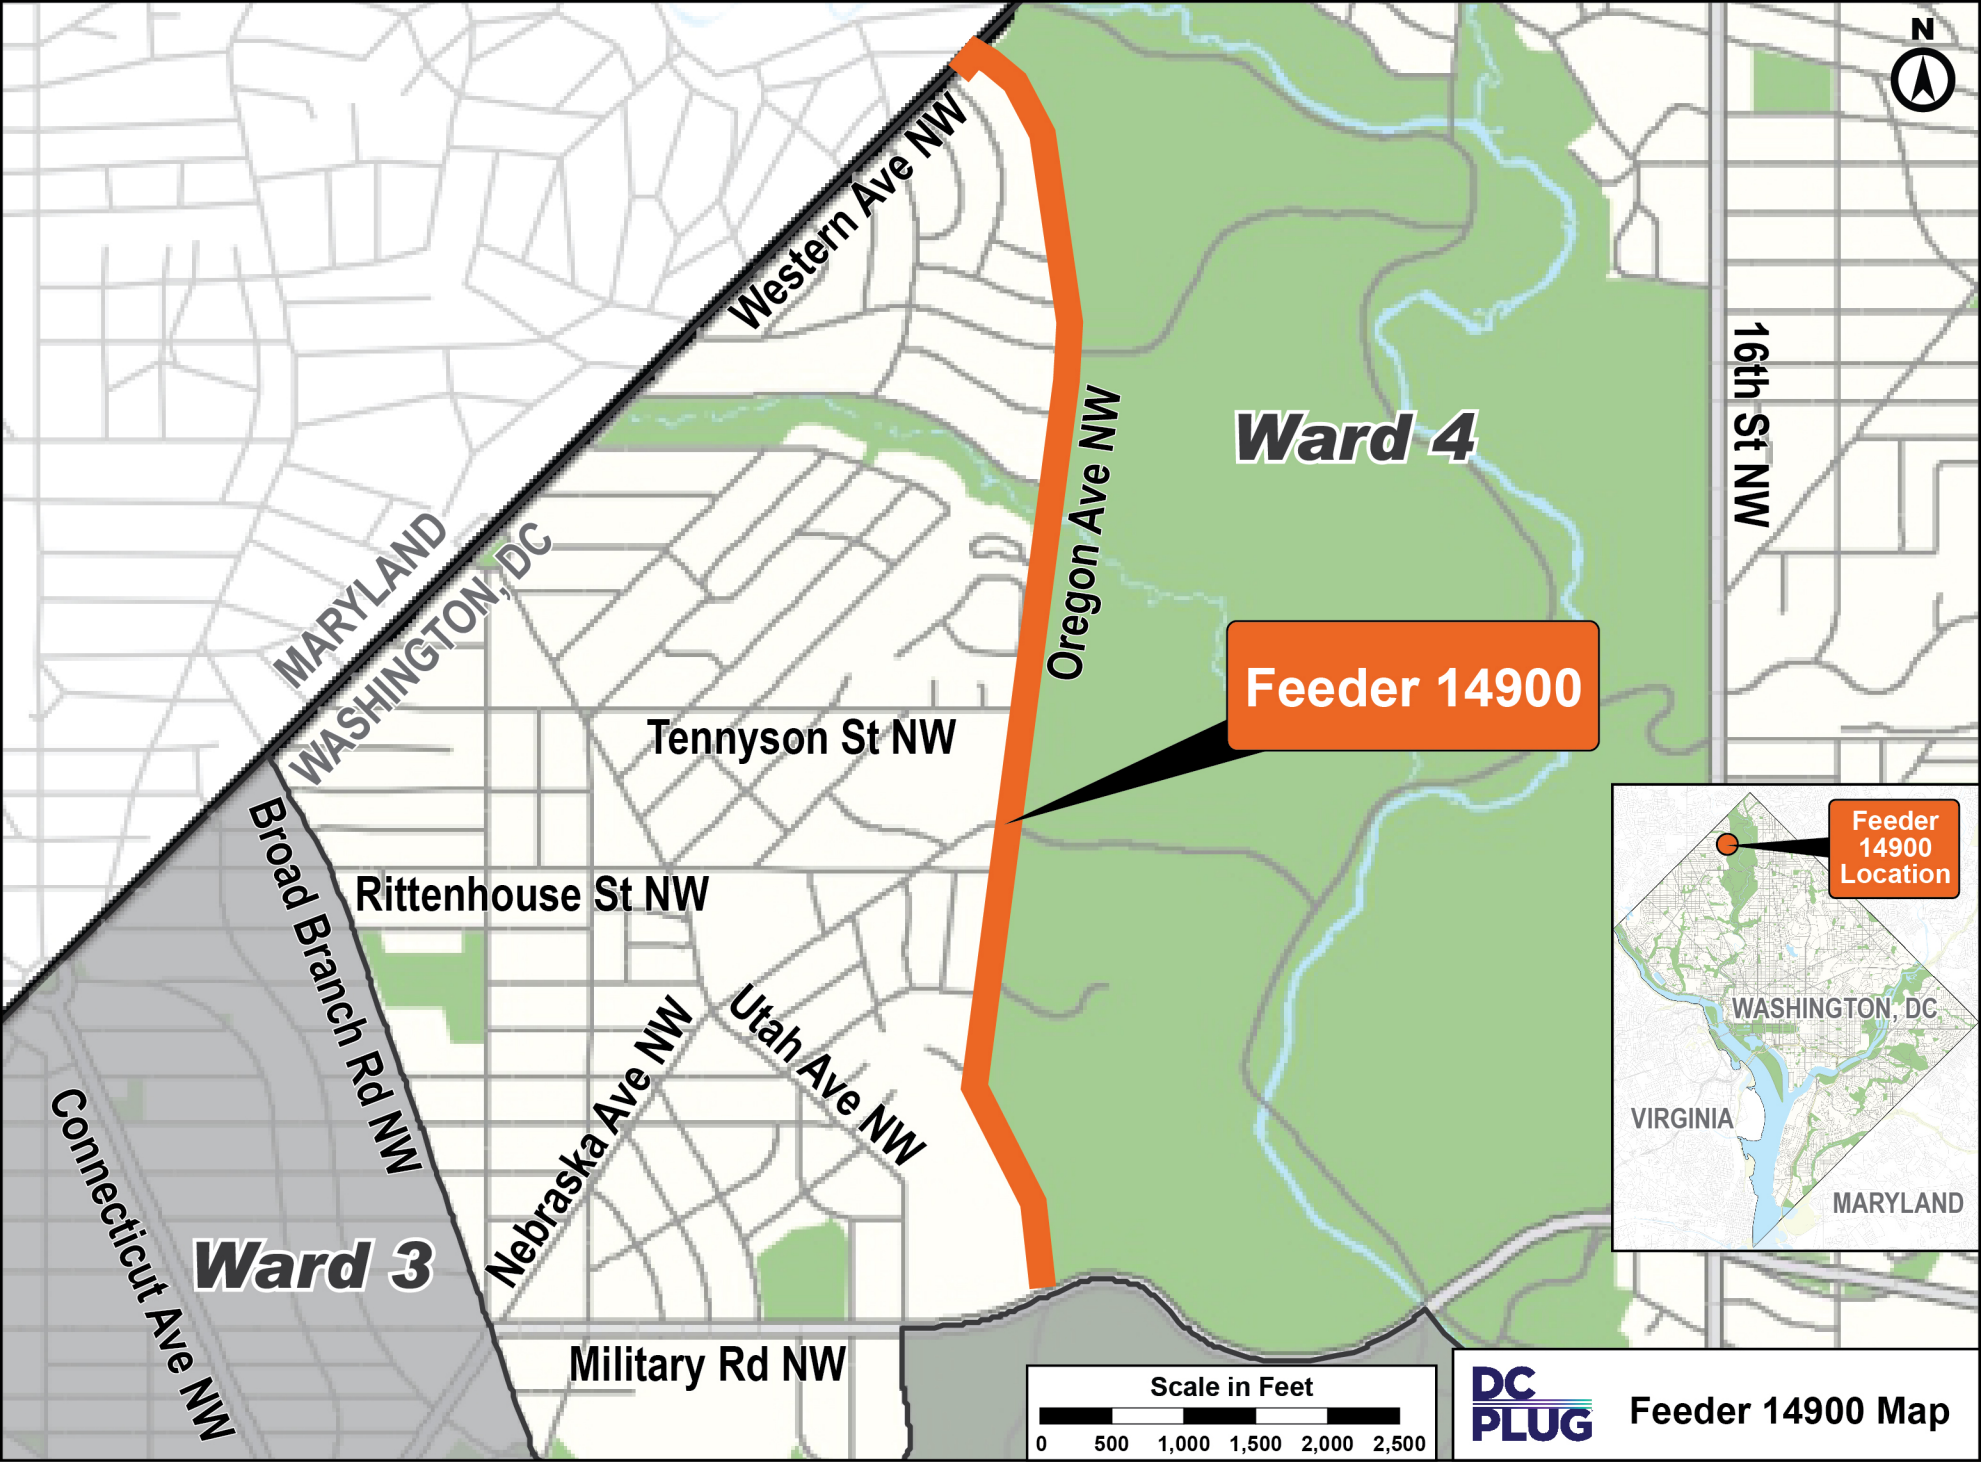 N
Western Ave NW
16th St NW
Oregon Ave NW
Ward 4
MARYLAND
WASHINGTON, DC
Feeder 14900
Tennyson St NW
Broad Branch Rd NW
Rittenhouse St NW
Utah Ave NW
Nebraska Ave NW
Connecticut Ave NW
Ward 3
Military Rd NW
Feeder
14900
Location
WASHINGTON, DC
VIRGINIA
MARYLAND
Scale in Feet
0 500 1,000 1,500 2,000 2,500
DC
PLUG
Feeder 14900 Map